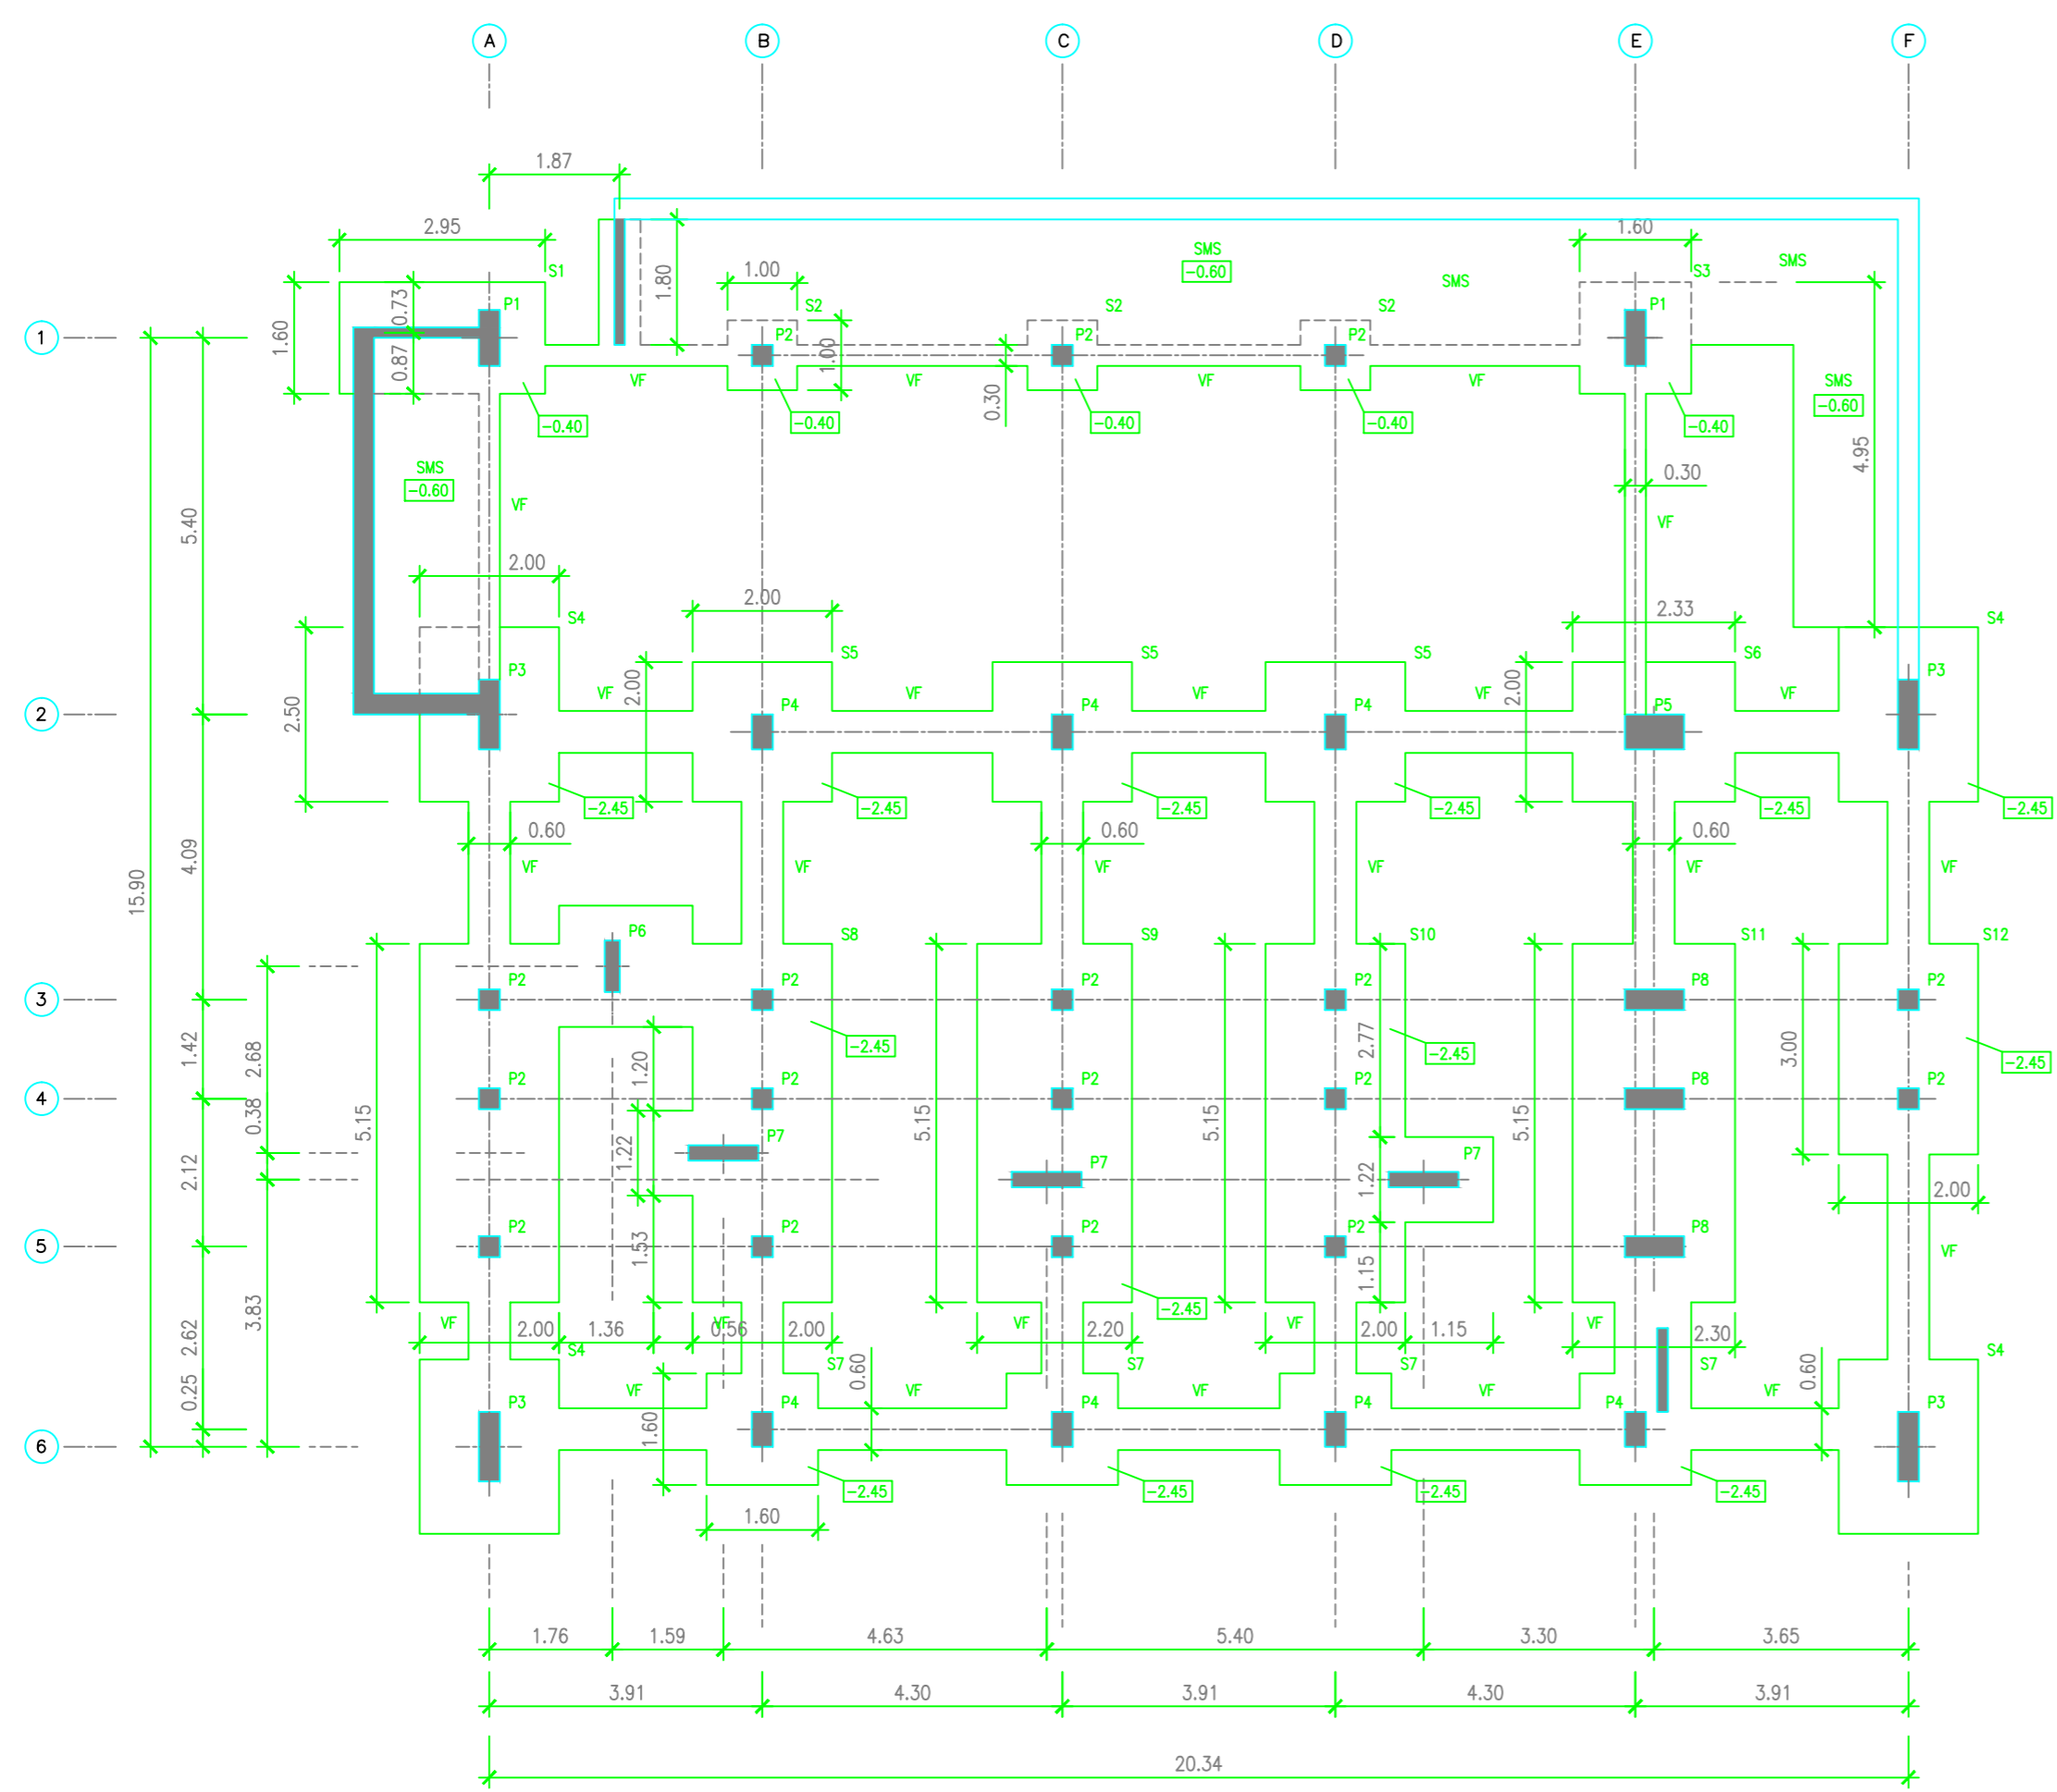 A B C D E F
1.87
2.95 1.60
SMS
-0.60
SMS SMS
S1 1.00 S3
1.80
0.73 P1 S2 S2 S2 P1
1 1.60 P2 P2 P2
1.00
0.87 VF VF VF VF SMS
0.30 -0.60
-0.40 -0.40 -0.40 -0.40 -0.40
4.95
SMS 0.30
-0.60
VF VF
5.40
2.00
2.00 2.33
S4 S4
S5 S5 S5 S6
P3 P3
2.00 2.00
VF VF VF VF VF
2 2.50 P4 P4 P4 P5
-2.45 -2.45 -2.45 -2.45 -2.45 -2.45
0.60 0.60 0.60
4.09
VF VF VF VF VF VF
15.90
P6 S8 S9 S10 S11 S12
3 P2 P2 P2 P2 P8 P2
1.42 2.68 1.20 -2.45 2.77 -2.45 3.00 -2.45
4 P2 P2 P2 P2 P8 P2
0.38 5.15 5.15 5.15 5.15
P7 P7 P7
2.12 1.22 1.22
2.00
5 P2 P2 P2 P2 P8
1.53 1.15 VF
3.83 -2.45
VF VF VF VF VF
2.62 2.00 1.36 0.56 2.00 2.20 2.00 1.15 2.30
S4 S7 S7 S7 S7 S4
0.60 0.60
0.25 VF VF VF VF VF
P3 P4 P4 P4 P4 P3
1.60
6
-2.45 -2.45 -2.45 -2.45
1.60
1.76 1.59 4.63 5.40 3.30 3.65
3.91 4.30 3.91 4.30 3.91
20.34